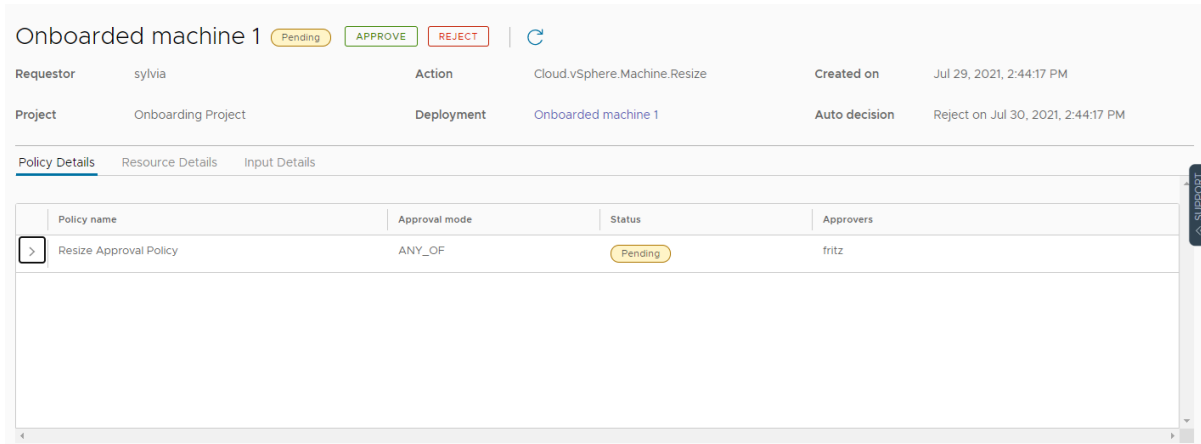 Onboarded machine 1 Pending APPROVE REJECT
Requestor sylvia Action Cloud.vSphere.Machine.Resize Created on Jul 29, 2021, 2:44:17 PM
Project Onboarding Project Deployment Onboarded machine 1 Auto decision Reject on Jul 30, 2021, 2:44:17 PM
Policy Details Resource Details Input Details
SUPPORT
Policy name Approval mode Status Approvers
Resize Approval Policy ANY_OF Pending fritz